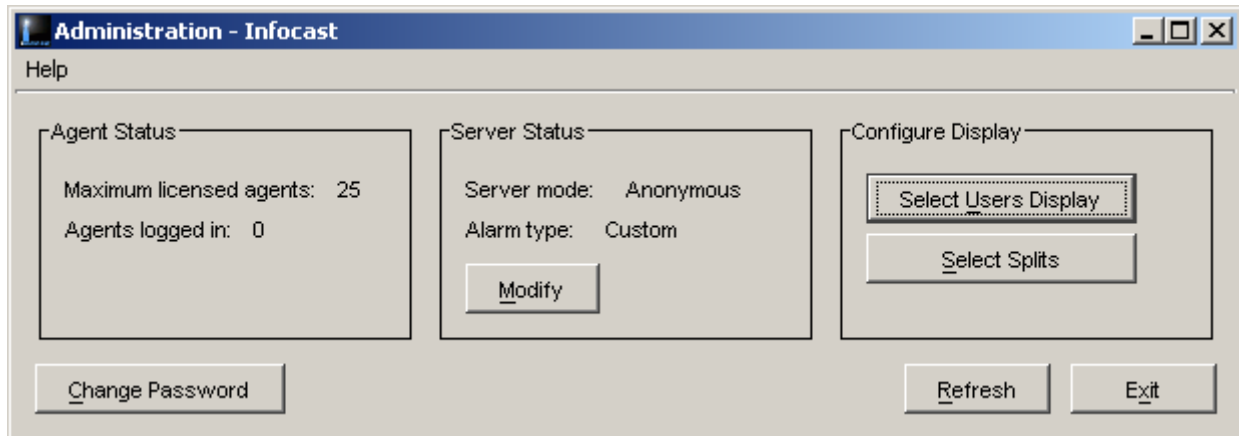 Administration - Infocast
Help
Agent Status
Maximum licensed agents: 25
Agents logged in: 0
Server Status
Server mode: Anonymous
Alarm type: Custom
Modify
Configure Display
Select Users Display
Select Splits
Change Password
Refresh
Exit